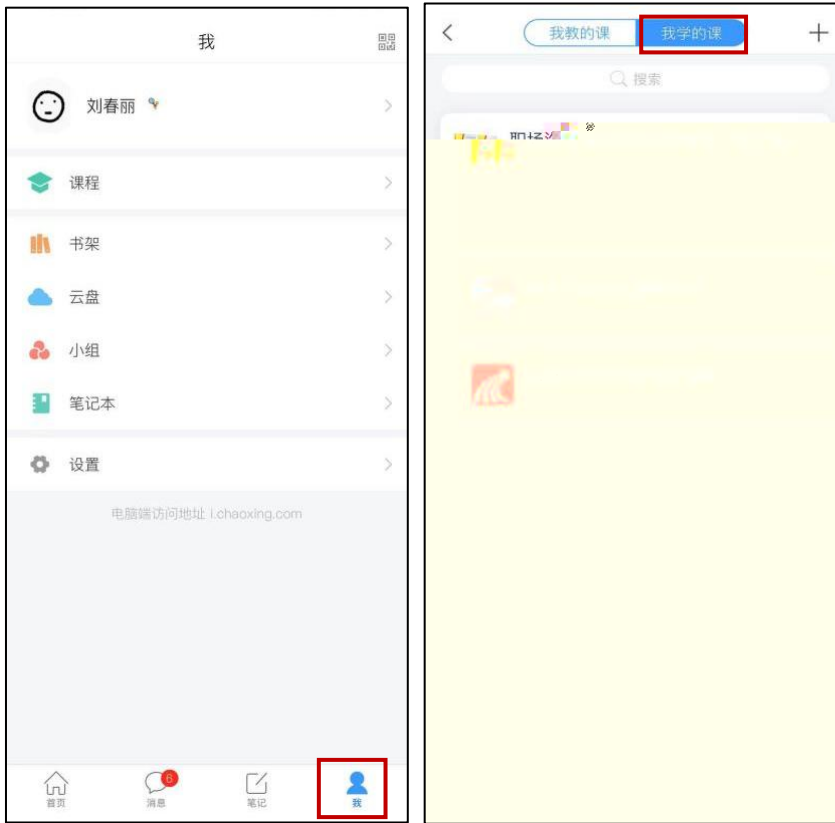 我
刘春丽
课程
书架
云盘
小组
笔记本
设置
电脑端访问地址 i.chaoxing.com
6
首页
消息
笔记
我
我教的课
我学的课
搜索
职场